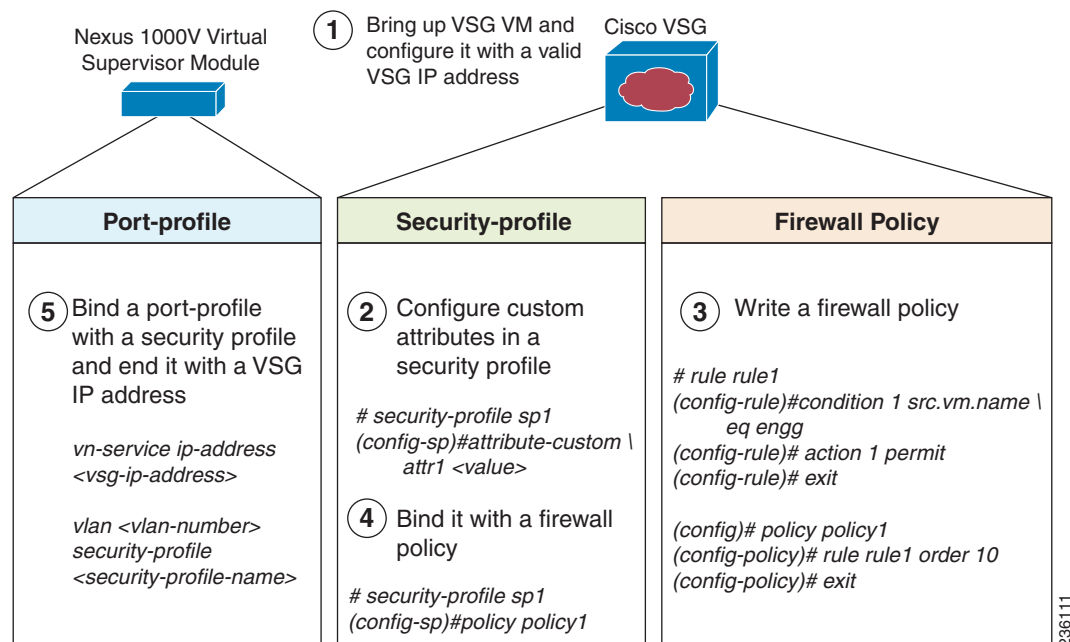 Nexus 1000V Virtual
Supervisor Module
1
Bring up VSG VM and
configure it with a valid
VSG IP address
Cisco VSG
Port-profile
5
Bind a port-profile
with a security profile
and end it with a VSG
IP address
vn-service ip-address
<vsg-ip-address>
vlan <vlan-number>
security-profile
<security-profile-name>
Security-profile
2
Configure custom
attributes in a
security profile
# security-profile sp1
(config-sp)#attribute-custom \
attr1 <value>
4
Bind it with a firewall
policy
# security-profile sp1
(config-sp)#policy policy1
Firewall Policy
3
Write a firewall policy
# rule rule1
(config-rule)#condition 1 src.vm.name \
eq engg
(config-rule)# action 1 permit
(config-rule)# exit
(config)# policy policy1
(config-policy)# rule rule1 order 10
(config-policy)# exit
236111